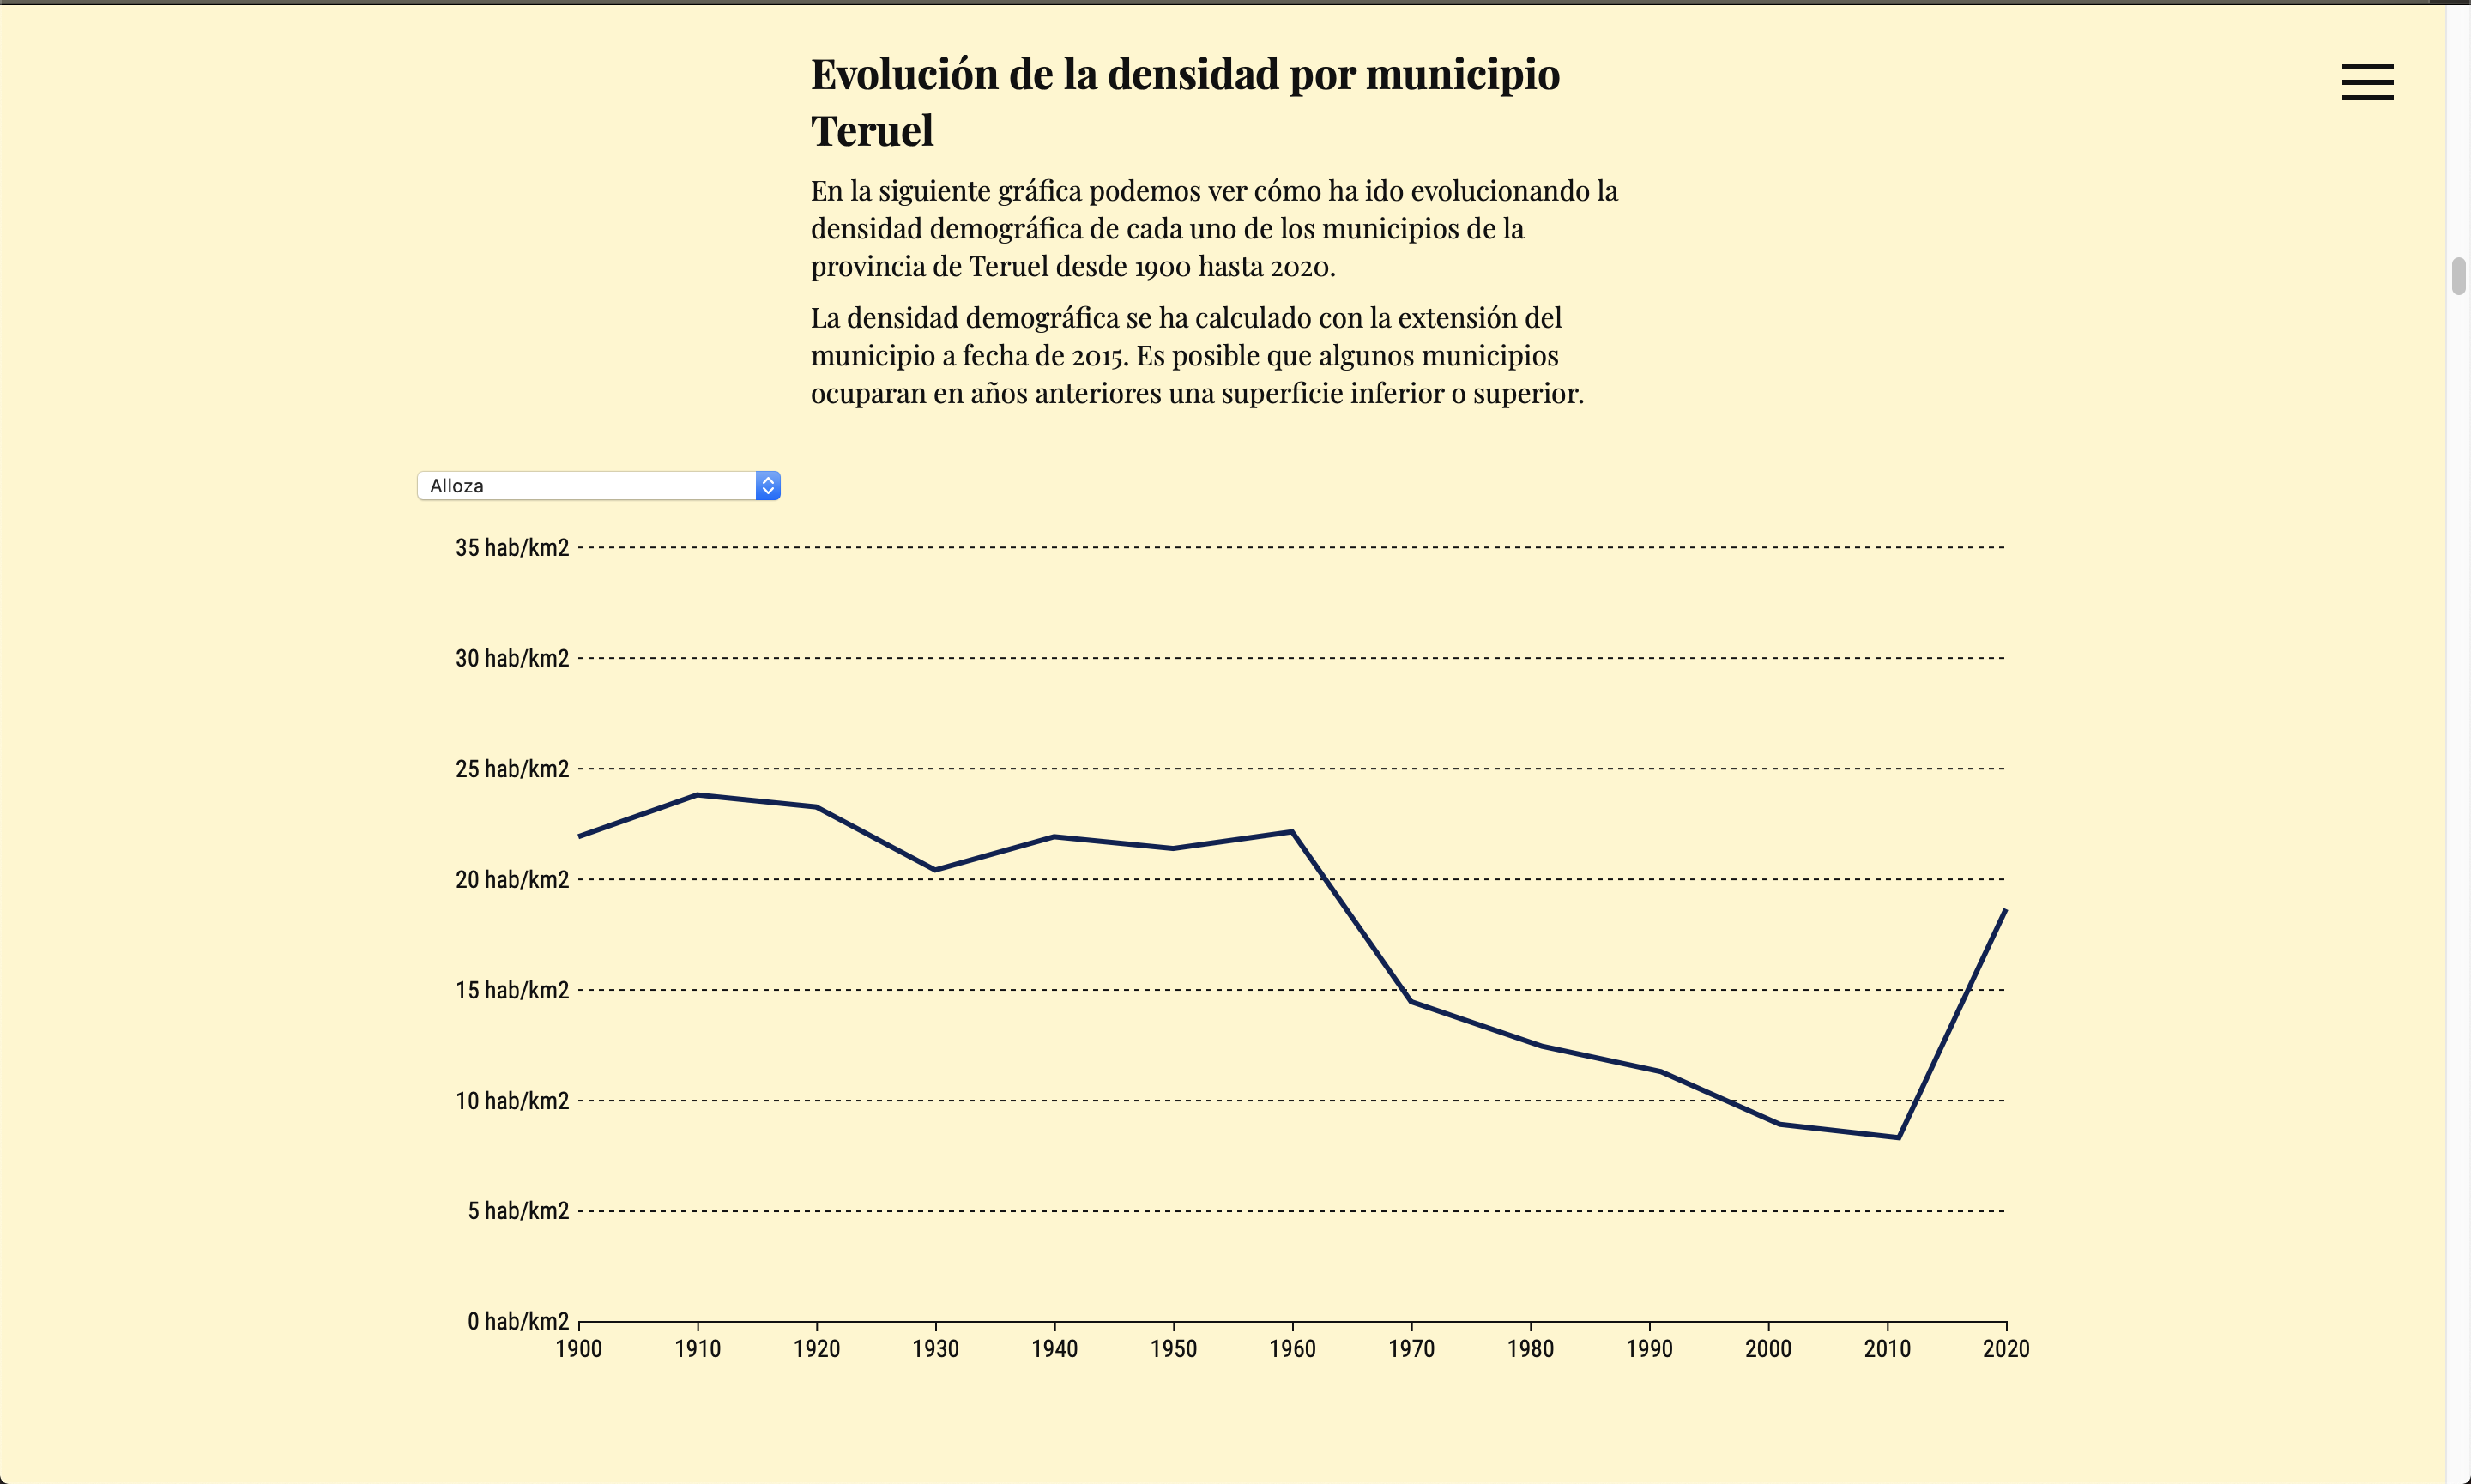 Evolución de la densidad por municipio
Teruel
En la siguiente gráfica podemos ver cómo ha ido evolucionando la
densidad demográfica de cada uno de los municipios de la
provincia de Teruel desde 1900 hasta 2020.
La densidad demográfica se ha calculado con la extensión del
municipio a fecha de 2015. Es posible que algunos municipios
ocuparan en años anteriores una superficie inferior o superior.
Alloza
35 hab/km2
30 hab/km2
25 hab/km2
20 hab/km2
15 hab/km2
10 hab/km2
5 hab/km2
0 hab/km2
1900 1910 1920 1930 1940 1950 1960 1970 1980 1990 2000 2010 2020